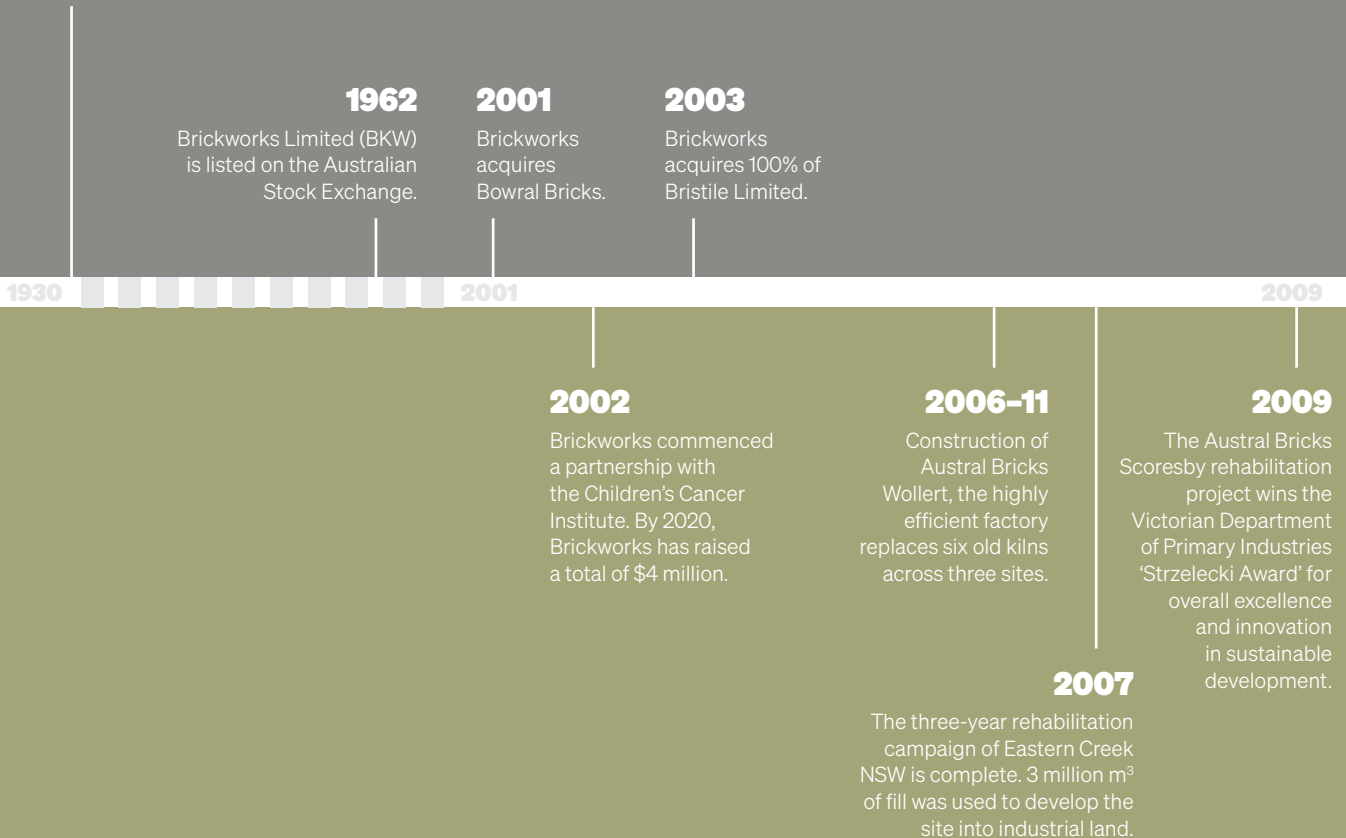 1962
Brickworks Limited (BKW)
is listed on the Australian
Stock Exchange.
2001
Brickworks
acquires
Bowral Bricks.
2003
Brickworks
acquires 100% of
Bristile Limited.
1930
2001
2009
2002
Brickworks commenced
a partnership with
the Children’s Cancer
Institute. By 2020,
Brickworks has raised
a total of $4 million.
2006–11
Construction of
Austral Bricks
Wollert, the highly
efficient factory
replaces six old kilns
across three sites.
2009
The Austral Bricks
Scoresby rehabilitation
project wins the
Victorian Department
of Primary Industries
‘Strzelecki Award’ for
overall excellence
and innovation
in sustainable
development.
2007
The three-year rehabilitation
campaign of Eastern Creek
NSW is complete. 3 million m³
of fill was used to develop the
site into industrial land.